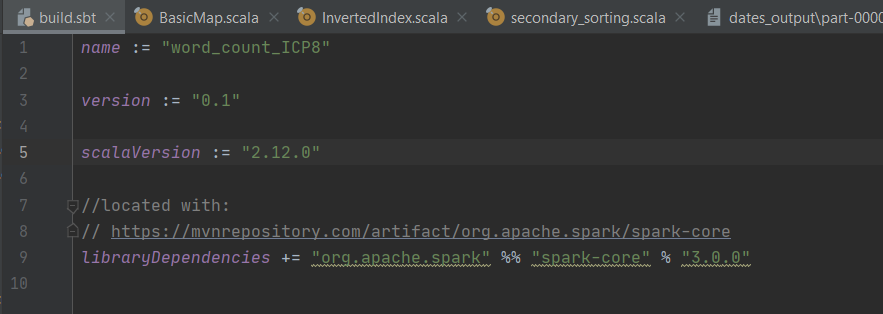 build.sbt BasicMap.scala InvertedIndex.scala secondary_sorting.scala dates_output\part-0000
1 name := "word_count_ICP8"
2
3 version := "0.1"
4
5 scalaVersion := "2.12.0"
6
7 //located with:
8 // https://mvnrepository.com/artifact/org.apache.spark/spark-core
9 libraryDependencies += "org.apache.spark" %% "spark-core" % "3.0.0"
10